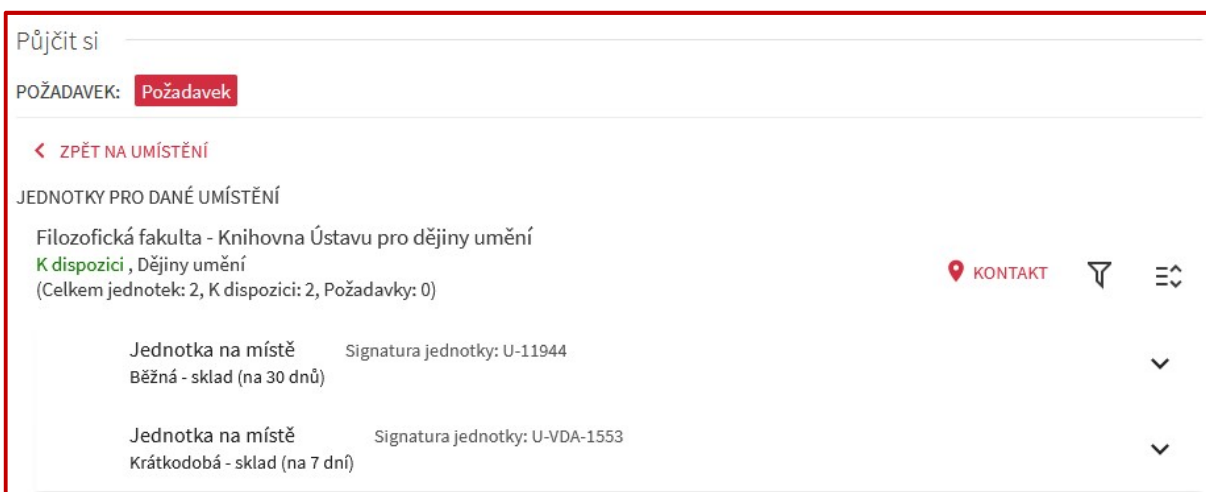 Půjčit si
POŽADAVEK: Požadavek
ZPĚT NA UMÍSTĚNÍ
JEDNOTKY PRO DANÉ UMÍSTĚNÍ
Filozofická fakulta - Knihovna Ústavu pro dějiny umění
K dispozici , Dějiny umění
(Celkem jednotek: 2, K dispozici: 2, Požadavky: 0)
KONTAKT
Jednotka na místě Signatura jednotky: U-11944
Běžná - sklad (na 30 dnů)
Jednotka na místě Signatura jednotky: U-VDA-1553
Krátkodobá - sklad (na 7 dní)